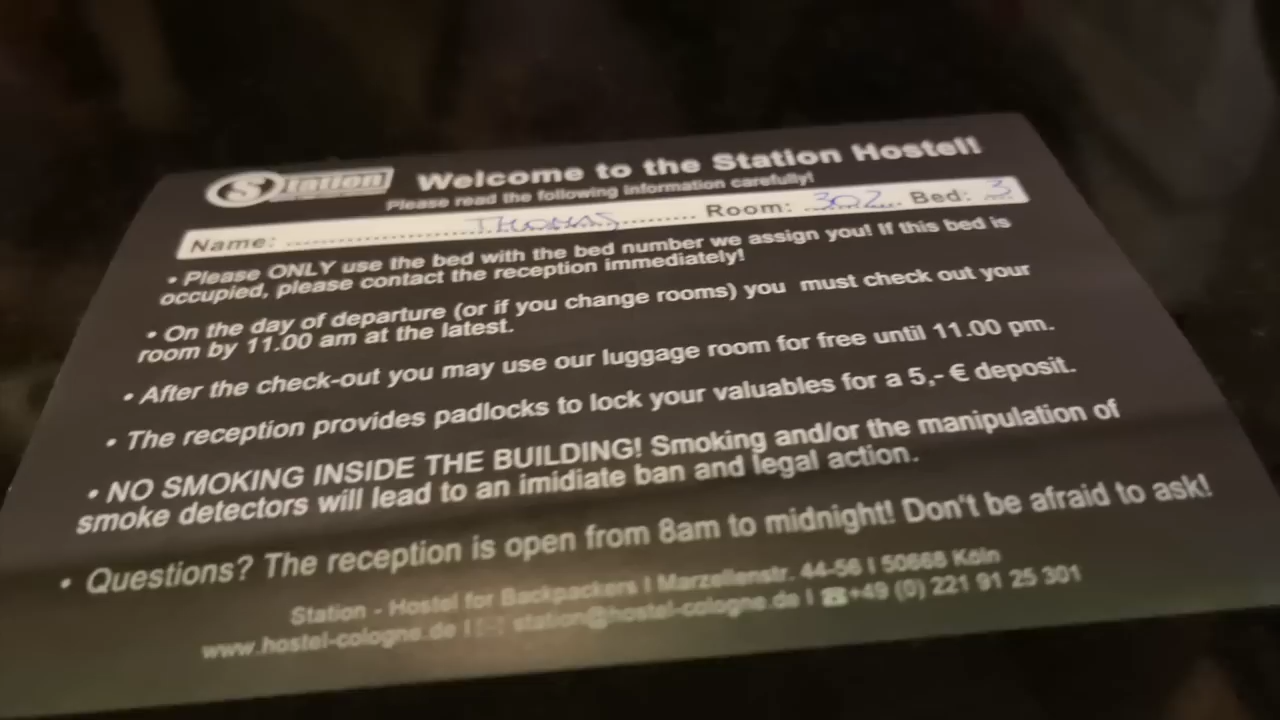 Station Welcome to the Station Hostel!
Please read the following information carefully!
Name: THOMAS Room: 302 Bed: 3
• Please ONLY use the bed with the bed number we assign you! If this bed is
occupied, please contact the reception immediately!
• On the day of departure (or if you change rooms) you must check out your
room by 11.00 am at the latest.
• After the check-out you may use our luggage room for free until 11.00 pm.
• The reception provides padlocks to lock your valuables for a 5,- € deposit.
• NO SMOKING INSIDE THE BUILDING! Smoking and/or the manipulation of
smoke detectors will lead to an imidiate ban and legal action.
• Questions? The reception is open from 8am to midnight! Don't be afraid to ask!
Station - Hostel for Backpackers I Marzellenstr. 44-56 I 50668 Köln
www.hostel-cologne.de I station@hostel-cologne.de I ☎+49 (0) 221 91 25 301